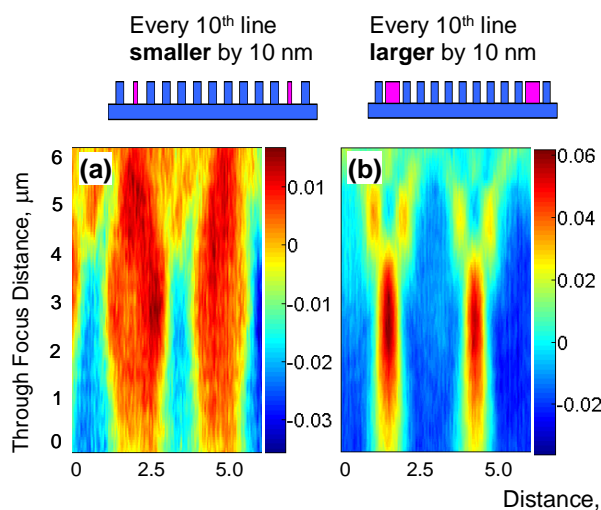 Every 10th line
smaller by 10 nm
Every 10th line
larger by 10 nm
(a)
(b)
Through Focus Distance, μm
6
5
4
3
2
1
0
0
2.5
5.0
0.01
0
-0.01
-0.02
-0.03
0
2.5
5.0
0.06
0.04
0.02
0
-0.02
Distance,